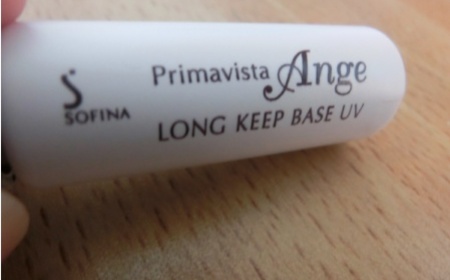 SOFINA
Primavista Ange
LONG KEEP BASE UV